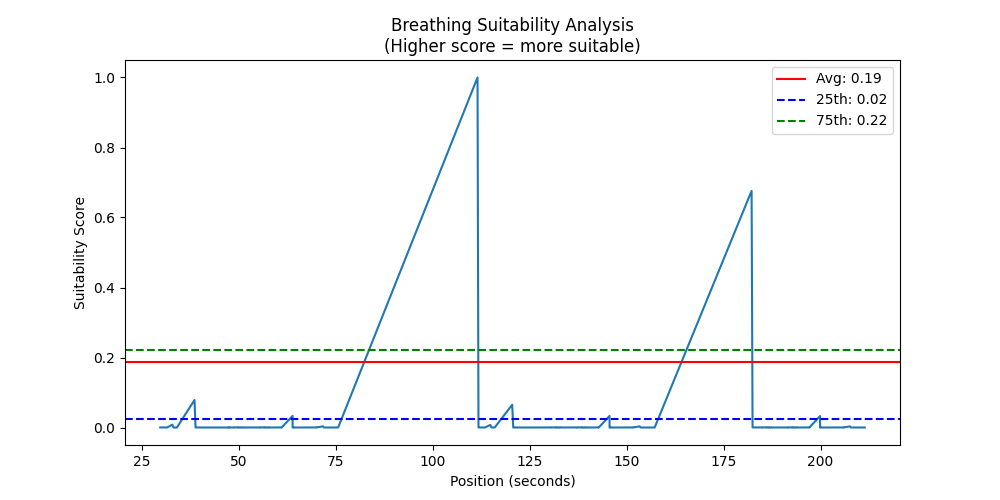 Breathing Suitability Analysis
(Higher score = more suitable)
Avg: 0.19
25th: 0.02
75th: 0.22
Suitability Score
1.0
0.8
0.6
0.4
0.2
0.0
25
50
75
100
125
150
175
200
Position (seconds)